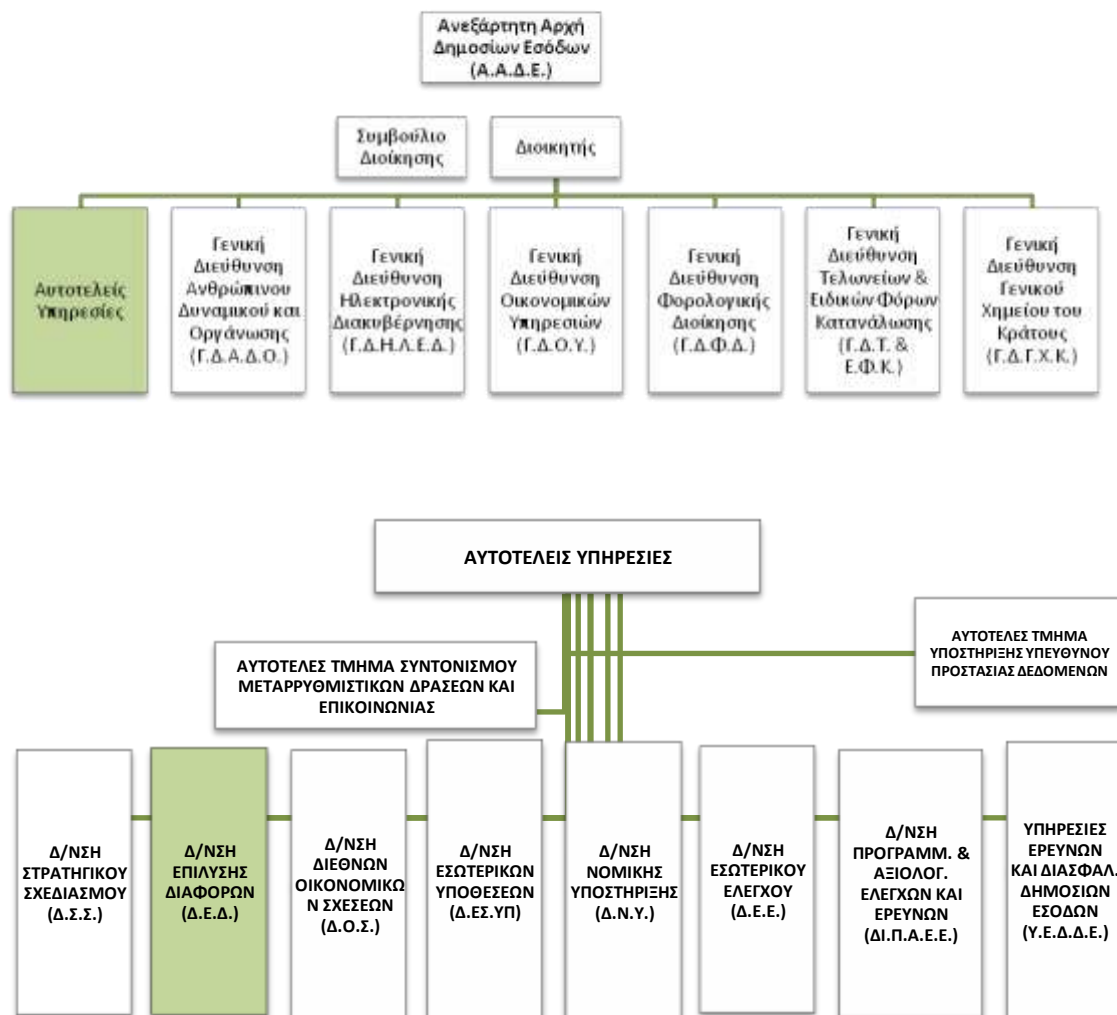 Ανεξάρτητη Αρχή
Δημοσίων Εσόδων
(Α.Α.Δ.Ε.)
Συμβούλιο
Διοίκησης
Διοικητής
Αυτοτελείς
Υπηρεσίες
Γενική
Διεύθυνση
Ανθρώπινου
Δυναμικού και
Οργάνωσης
(Γ.Δ.Α.Δ.Ο.)
Γενική
Διεύθυνση
Ηλεκτρονικής
Διακυβέρνησης
(Γ.Δ.Η.Λ.Ε.Δ.)
Γενική
Διεύθυνση
Οικονομικών
Υπηρεσιών
(Γ.Δ.Ο.Υ.)
Γενική
Διεύθυνση
Φορολογικής
Διοίκησης
(Γ.Δ.Φ.Δ.)
Γενική
Διεύθυνση
Τελωνείων &
Ειδικών Φόρων
Κατανάλωσης
(Γ.Δ.Τ. &
Ε.Φ.Κ.)
Γενική
Διεύθυνση
Γενικού
Χημείου του
Κράτους
(Γ.Δ.Γ.Χ.Κ.)
ΑΥΤΟΤΕΛΕΙΣ ΥΠΗΡΕΣΙΕΣ
ΑΥΤΟΤΕΛΕΣ ΤΜΗΜΑ ΣΥΝΤΟΝΙΣΜΟΥ
ΜΕΤΑΡΡΥΘΜΙΣΤΙΚΩΝ ΔΡΑΣΕΩΝ ΚΑΙ
ΕΠΙΚΟΙΝΩΝΙΑΣ
ΑΥΤΟΤΕΛΕΣ ΤΜΗΜΑ
ΥΠΟΣΤΗΡΙΞΗΣ ΥΠΕΥΘΥΝΟΥ
ΠΡΟΣΤΑΣΙΑΣ ΔΕΔΟΜΕΝΩΝ
Δ/ΝΣΗ
ΣΤΡΑΤΗΓΙΚΟΥ
ΣΧΕΔΙΑΣΜΟΥ
(Δ.Σ.Σ.)
Δ/ΝΣΗ
ΕΠΙΛΥΣΗΣ
ΔΙΑΦΟΡΩΝ
(Δ.Ε.Δ.)
Δ/ΝΣΗ
ΔΙΕΘΝΩΝ
ΟΙΚΟΝΟΜΙΚΩ
Ν ΣΧΕΣΕΩΝ
(Δ.Ο.Σ.)
Δ/ΝΣΗ
ΕΣΩΤΕΡΙΚΩΝ
ΥΠΟΘΕΣΕΩΝ
(Δ.ΕΣ.ΥΠ)
Δ/ΝΣΗ
ΝΟΜΙΚΗΣ
ΥΠΟΣΤΗΡΙΞΗΣ
(Δ.Ν.Υ.)
Δ/ΝΣΗ
ΕΣΩΤΕΡΙΚΟΥ
ΕΛΕΓΧΟΥ
(Δ.Ε.Ε.)
Δ/ΝΣΗ
ΠΡΟΓΡΑΜΜ. &
ΑΞΙΟΛΟΓ.
ΕΛΕΓΧΩΝ ΚΑΙ
ΕΡΕΥΝΩΝ
(ΔΙ.Π.Α.Ε.Ε.)
ΥΠΗΡΕΣΙΕΣ
ΕΡΕΥΝΩΝ
ΚΑΙ ΔΙΑΣΦΑΛ.
ΔΗΜΟΣΙΩΝ
ΕΣΟΔΩΝ
(Υ.Ε.Δ.Δ.Ε.)